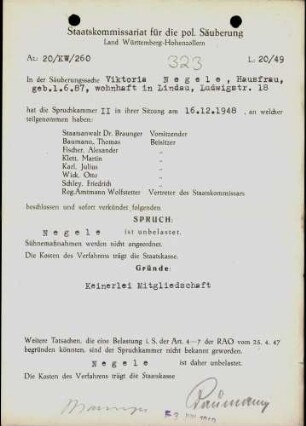 Staatskommissariat für die pol. Säuberung
Land Württemberg-Hohenzollern
Az: 20/KW/260
323
L. 20/49
In der Säuberungssache Viktoria Negele, Hausfrau,
geb.1.6.87, wohnhaft in Lindau, Ludwigstr. 18
hat die Spruchkammer II in ihrer Sitzung am 16.12.1948, an welcher
teilgenommen haben:
Staatsanwalt Dr. Braunger Vorsitzender
Baumann, Thomas Beisitzer
Fischer, Alexander "
Klett, Martin "
Karl, Julius "
Wick, Otto "
Schley, Friedrich "
Reg.Amtmann Wolfstetter Vertreter des Staatskommissars
beschlossen und sofort verkündet folgenden
SPRUCH:
Negele ist unbelastet.
Sühnemaßnahmen werden nicht angeordnet.
Die Kosten des Verfahrens trägt die Staatskasse.
Gründe:
Keinerlei Mitgliedschaft
Weitere Tatsachen, die eine Belastung i. S. der Art. 4-7 der RAO vom 25. 4. 47
begründen könnten, sind der Spruchkammer nicht bekannt geworden.
Negele ist daher unbelastet.
Die Kosten des Verfahrens trägt die Staatskasse
Baumann